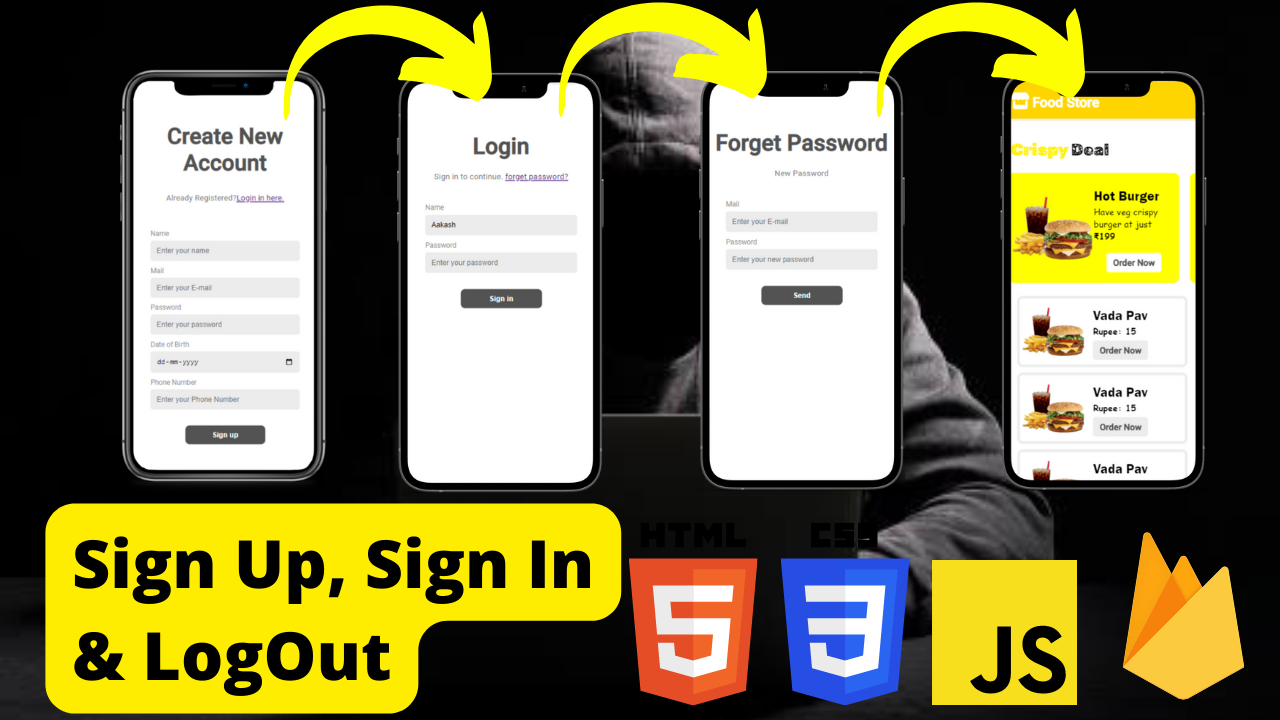 Create New
Account
Already Registered?Login in here.
Name
Enter your name
Mail
Enter your E-mail
Password
Enter your password
Date of Birth
dd-mm-yyyy
Phone Number
Enter your Phone Number
Sign up
Login
Sign in to continue. forget password?
Name
Aakash
Password
Enter your password
Sign in
Forget Password
New Password
Mail
Enter your E-mail
Password
Enter your new password
Send
Food Store
Crispy Deal
Hot Burger
Have veg crispy
burger at just
₹199
Order Now
Vada Pav
Rupee: 15
Order Now
Vada Pav
Rupee: 15
Order Now
Vada Pav
Sign Up, Sign In
& LogOut
HTML
5
CSS
3
JS